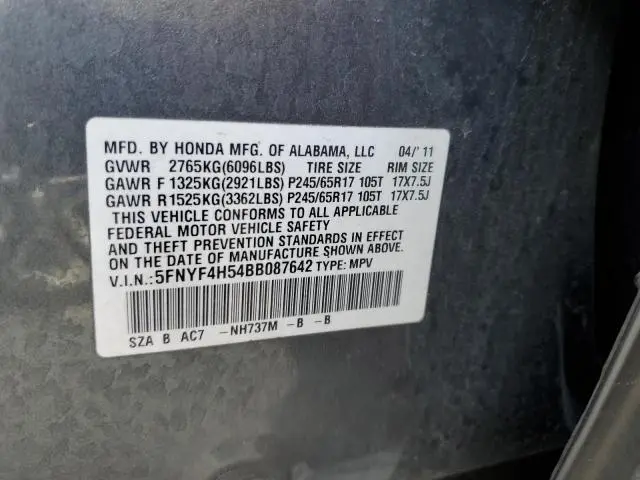 MFD. BY HONDA MFG. OF ALABAMA, LLC 04/'11
GVWR 2765KG(6096LBS) TIRE SIZE RIM SIZE
GAWR F 1325KG(2921LBS) P245/65R17 105T 17X7.5J
GAWR R1525KG(3362LBS) P245/65R17 105T 17X7.5J
THIS VEHICLE CONFORMS TO ALL APPLICABLE
FEDERAL MOTOR VEHICLE SAFETY
AND THEFT PREVENTION STANDARDS IN EFFECT
ON THE DATE OF MANUFACTURE SHOWN ABOVE.
V.I.N.:5FNYF4H54BB087642 TYPE: MPV
SZA B AC7 -NH737M -B -B